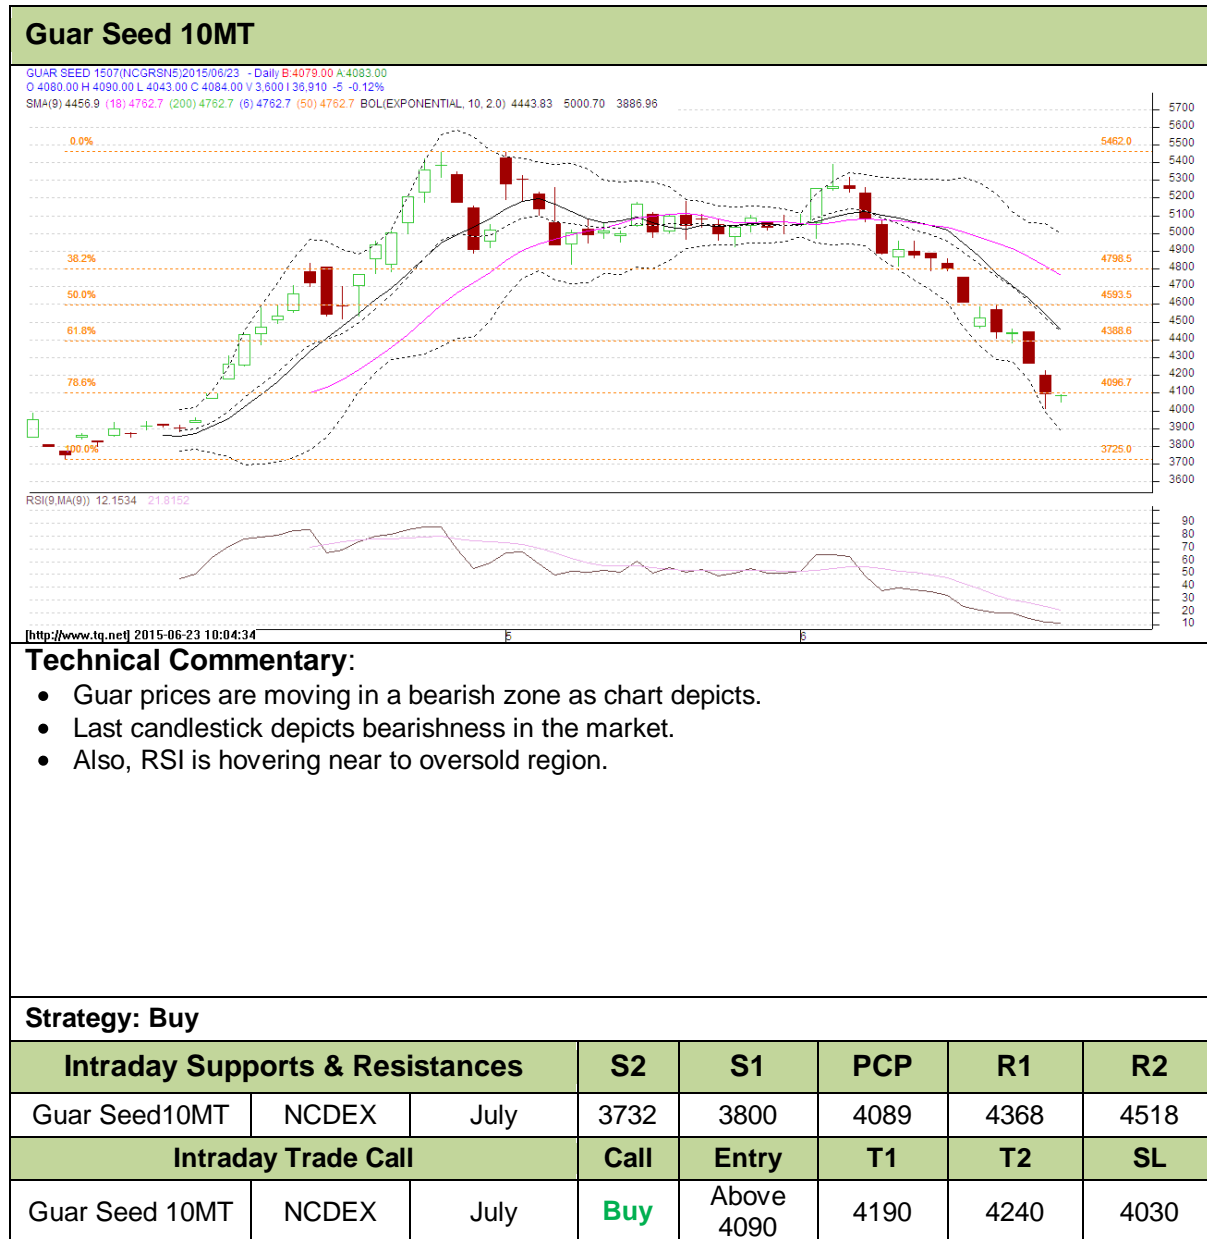 Guar Seed 10MT
GUAR SEED 1507(NCGRSN5)2015/06/23 - Daily B:4079.00 A:4083.00
O 4080.00 H 4090.00 L 4043.00 C 4084.00 V 3,600 I 36,910 -5 -0.12%
SMA(9) 4456.9 (18) 4762.7 (200) 4762.7 (6) 4762.7 (50) 4762.7 BOL(EXPONENTIAL, 10, 2.0) 4443.83 5000.70 3886.96
5700
5600
0.0% 5462.0 5500
5400
5300
5200
5100
5000
4900
38.2% 4798.5 4800
4700
50.0% 4593.5 4600
4500
61.8% 4388.6 4400
4300
4200
78.6% 4096.7 4100
4000
3900
3800
100.0% 3725.0 3700
3600
RSI(9,MA(9)) 12.1534 21.8152
90
80
70
60
50
40
30
20
10
[http://www.tq.net] 2015-06-23 10:04:34 5 6
Technical Commentary:
• Guar prices are moving in a bearish zone as chart depicts.
• Last candlestick depicts bearishness in the market.
• Also, RSI is hovering near to oversold region.
Strategy: Buy
Intraday Supports & Resistances S2 S1 PCP R1 R2
Guar Seed10MT NCDEX July 3732 3800 4089 4368 4518
Intraday Trade Call Call Entry T1 T2 SL
Guar Seed 10MT NCDEX July Buy Above 4090 4190 4240 4030